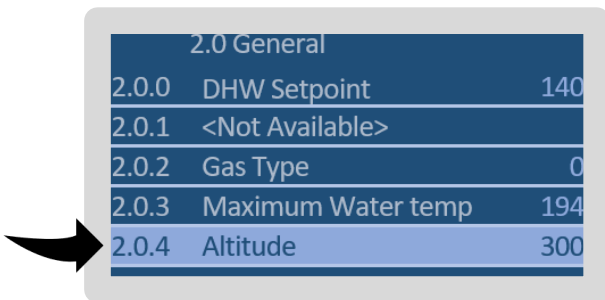 2.0 General
2.0.0 DHW Setpoint 140
2.0.1 <Not Available>
2.0.2 Gas Type 0
2.0.3 Maximum Water temp 194
2.0.4 Altitude 300